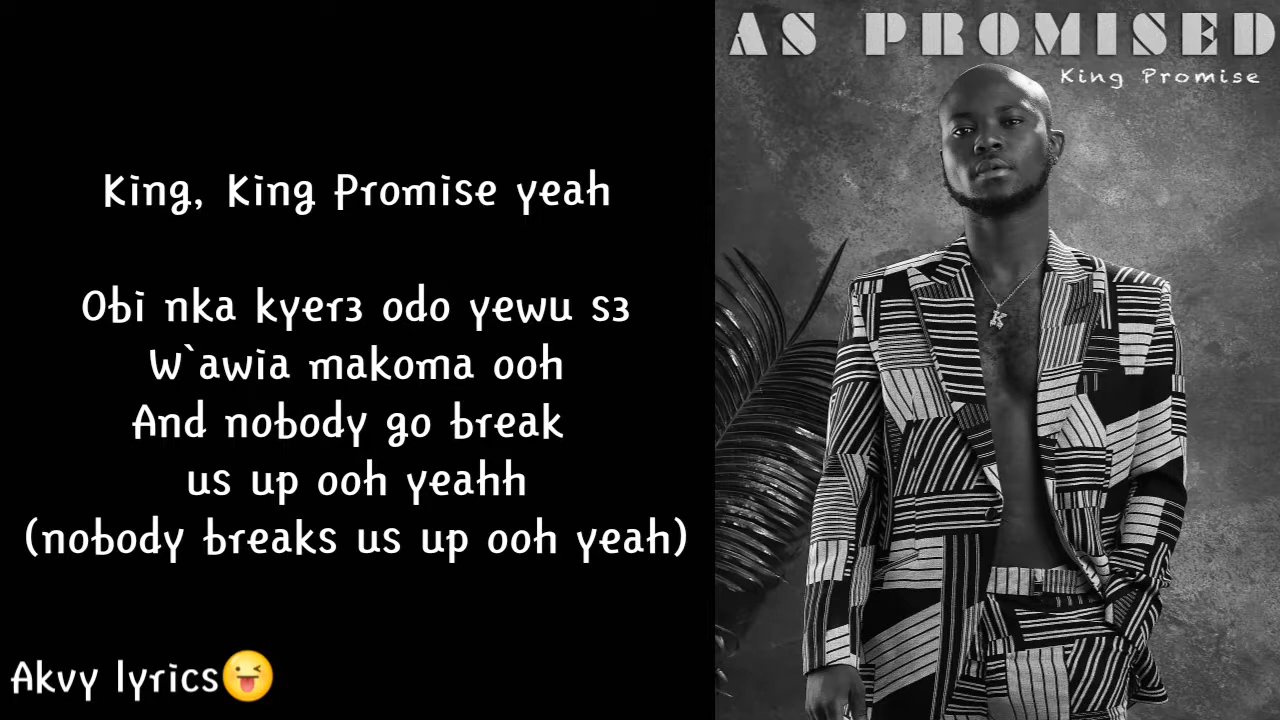 King, King Promise yeah
Obi nka kyer3 odo yewu s3
W`awia makoma ooh
And nobody go break
us up ooh yeahh
(nobody breaks us up ooh yeah)
Akvy lyrics😜
AS PROMISED
King Promise
K